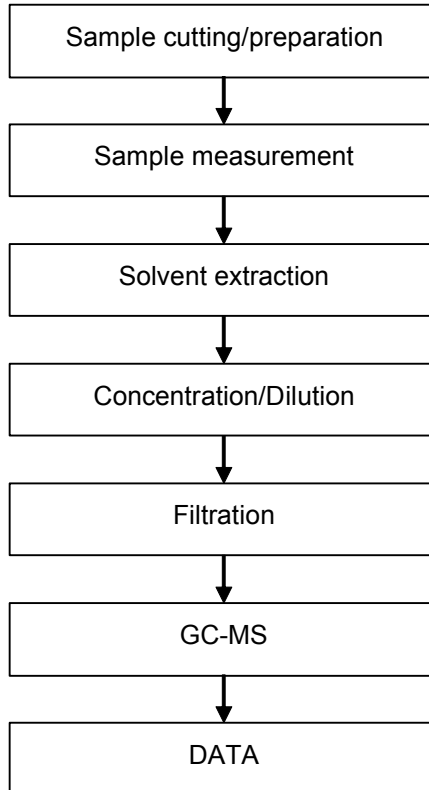 Sample cutting/preparation
Sample measurement
Solvent extraction
Concentration/Dilution
Filtration
GC-MS
DATA